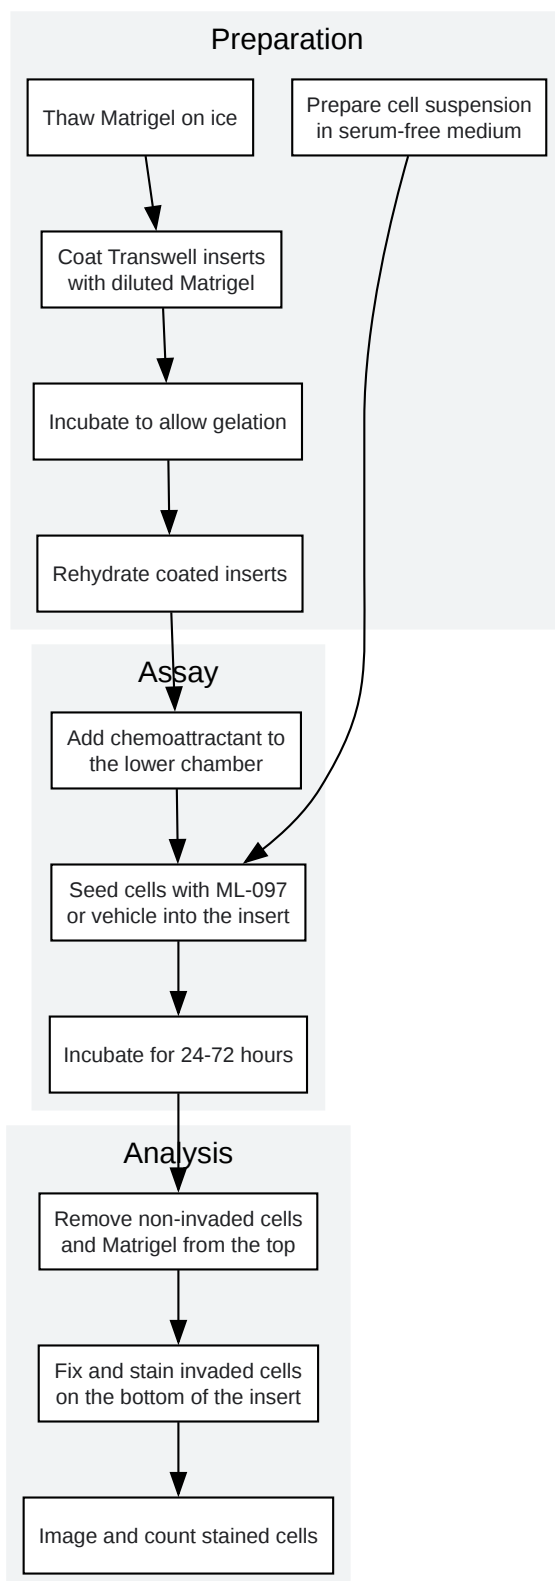 Preparation
Thaw Matrigel on ice
Prepare cell suspension
in serum-free medium
Coat Transwell inserts
with diluted Matrigel
Incubate to allow gelation
Rehydrate coated inserts
Assay
Add chemoattractant to
the lower chamber
Seed cells with ML-097
or vehicle into the insert
Incubate for 24-72 hours
Analysis
Remove non-invaded cells
and Matrigel from the top
Fix and stain invaded cells
on the bottom of the insert
Image and count stained cells